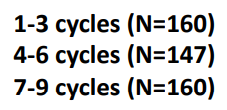 1-3 cycles (N=160)
4-6 cycles (N=147)
7-9 cycles (N=160)